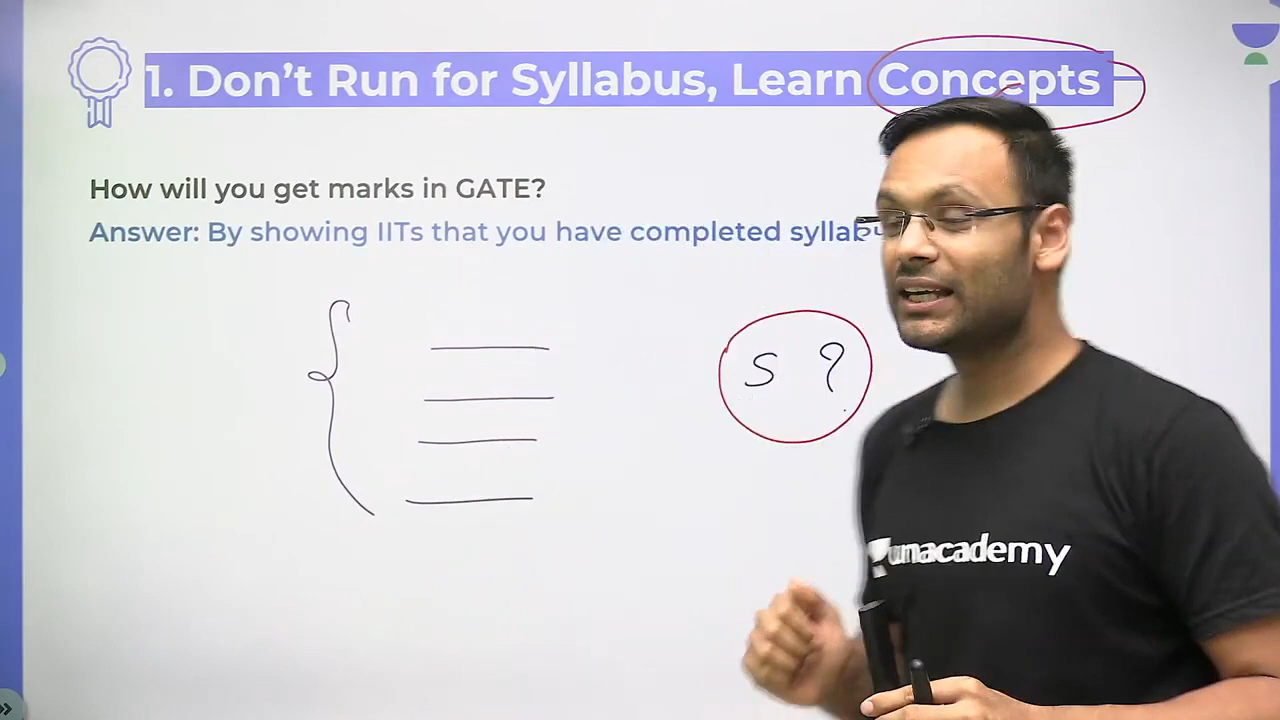 1. Don't Run for Syllabus, Learn Concepts
How will you get marks in GATE?
Answer: By showing IITs that you have completed syllab
S ?
unacademy